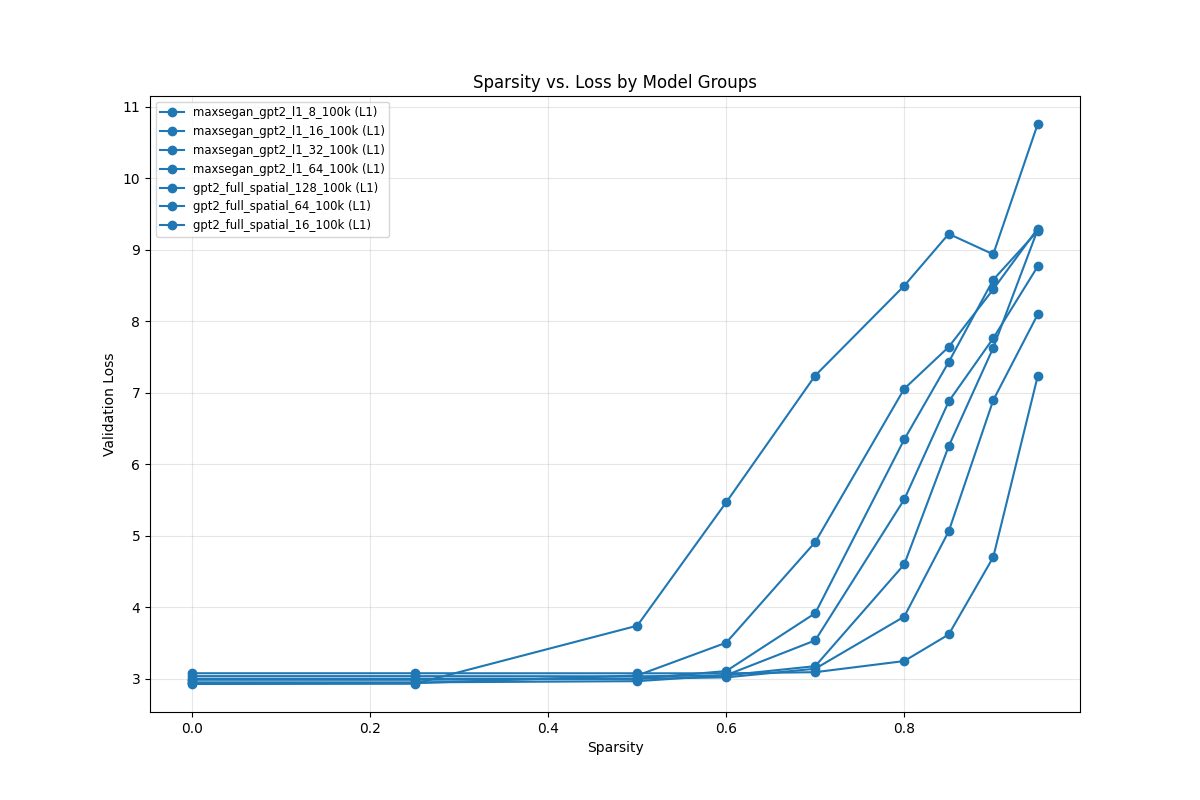 Sparsity vs. Loss by Model Groups
maxsegan_gpt2_l1_8_100k (L1)
maxsegan_gpt2_l1_16_100k (L1)
maxsegan_gpt2_l1_32_100k (L1)
maxsegan_gpt2_l1_64_100k (L1)
gpt2_full_spatial_128_100k (L1)
gpt2_full_spatial_64_100k (L1)
gpt2_full_spatial_16_100k (L1)
11
10
9
8
7
6
5
4
3
Validation Loss
0.0 0.2 0.4 0.6 0.8
Sparsity